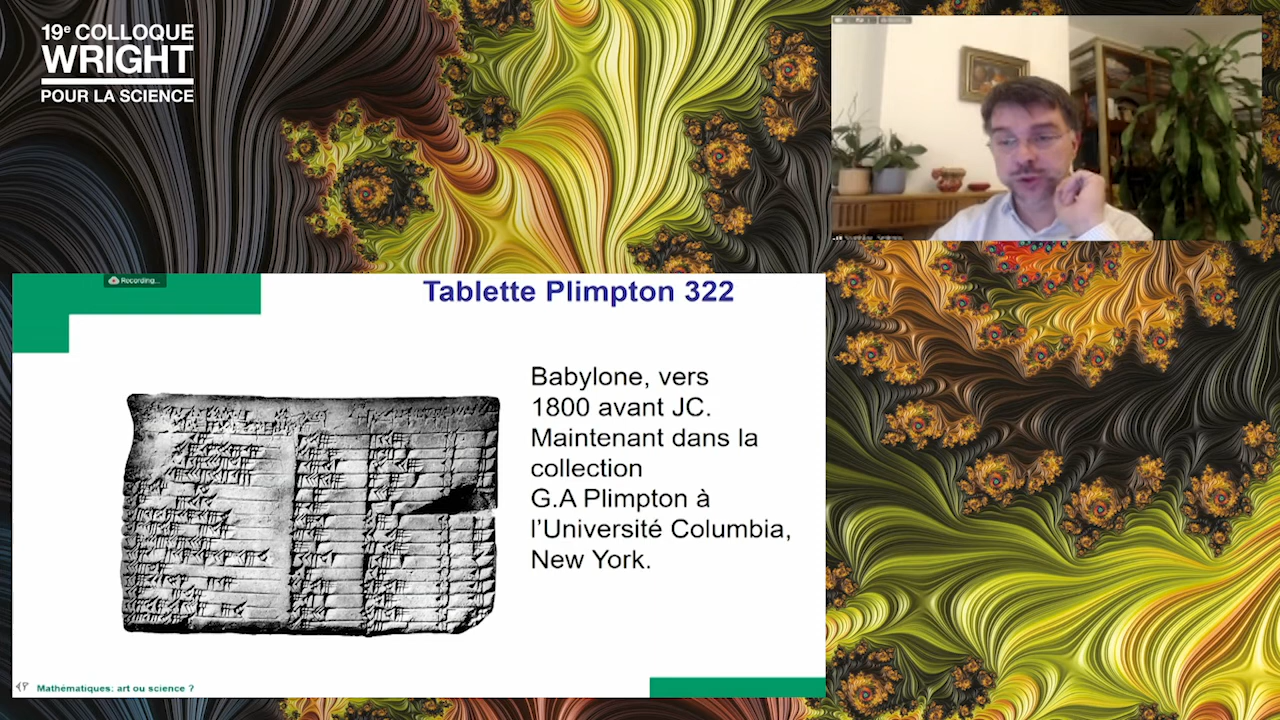 19e COLLOQUE
WRIGHT
POUR LA SCIENCE
Recording...
Tablette Plimpton 322
Babylone, vers
1800 avant JC.
Maintenant dans la
collection
G.A Plimpton à
l'Université Columbia,
New York.
Mathématiques: art ou science ?